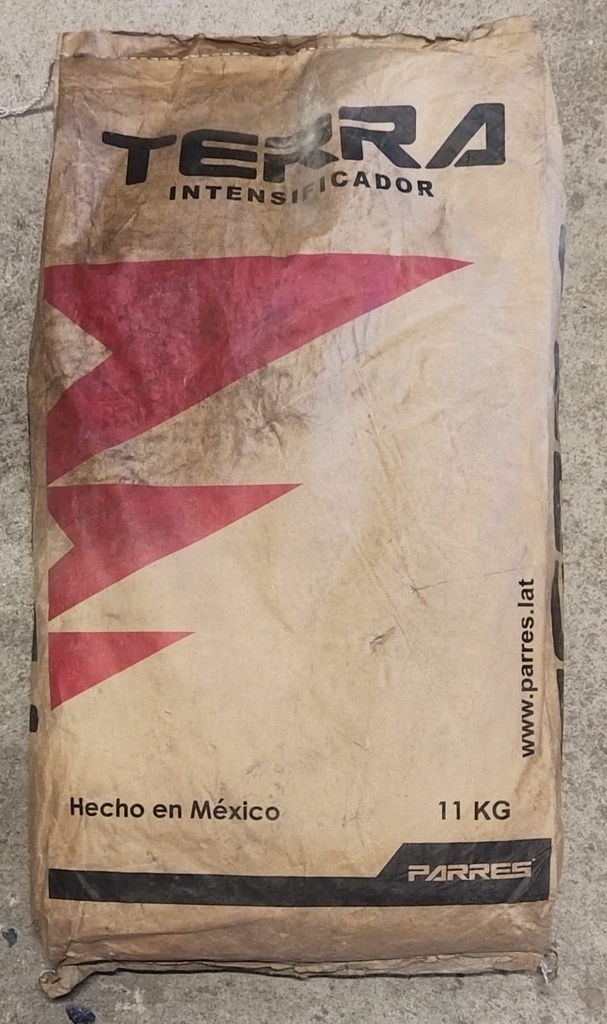 TERRA
INTENSIFICADOR
www.parres.lat
Hecho en México
11 KG
PARRES